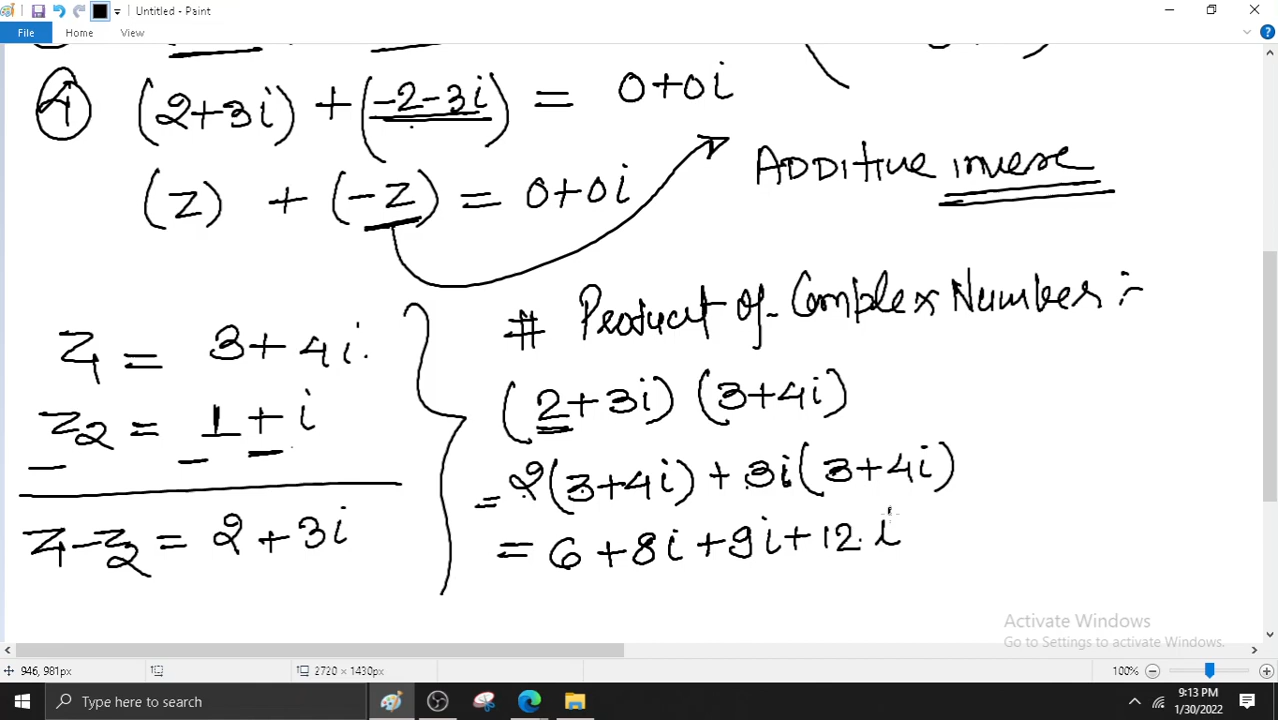 Untitled - Paint
File Home View
④ (2+3i) + (-2-3i) = 0+0i
(z) + (-z) = 0+0i
ADDitive inverse
z1 = 3+4i.
z2 = 1+i
z1-z2 = 2+3i
# Product of Complex Number :-
(2+3i) (3+4i)
= 2(3+4i) + 3i(3+4i)
= 6+8i+9i+12.i
Activate Windows
Go to Settings to activate Windows.
946, 981px
2720 × 1430px
100%
Type here to search
9:13 PM
1/30/2022